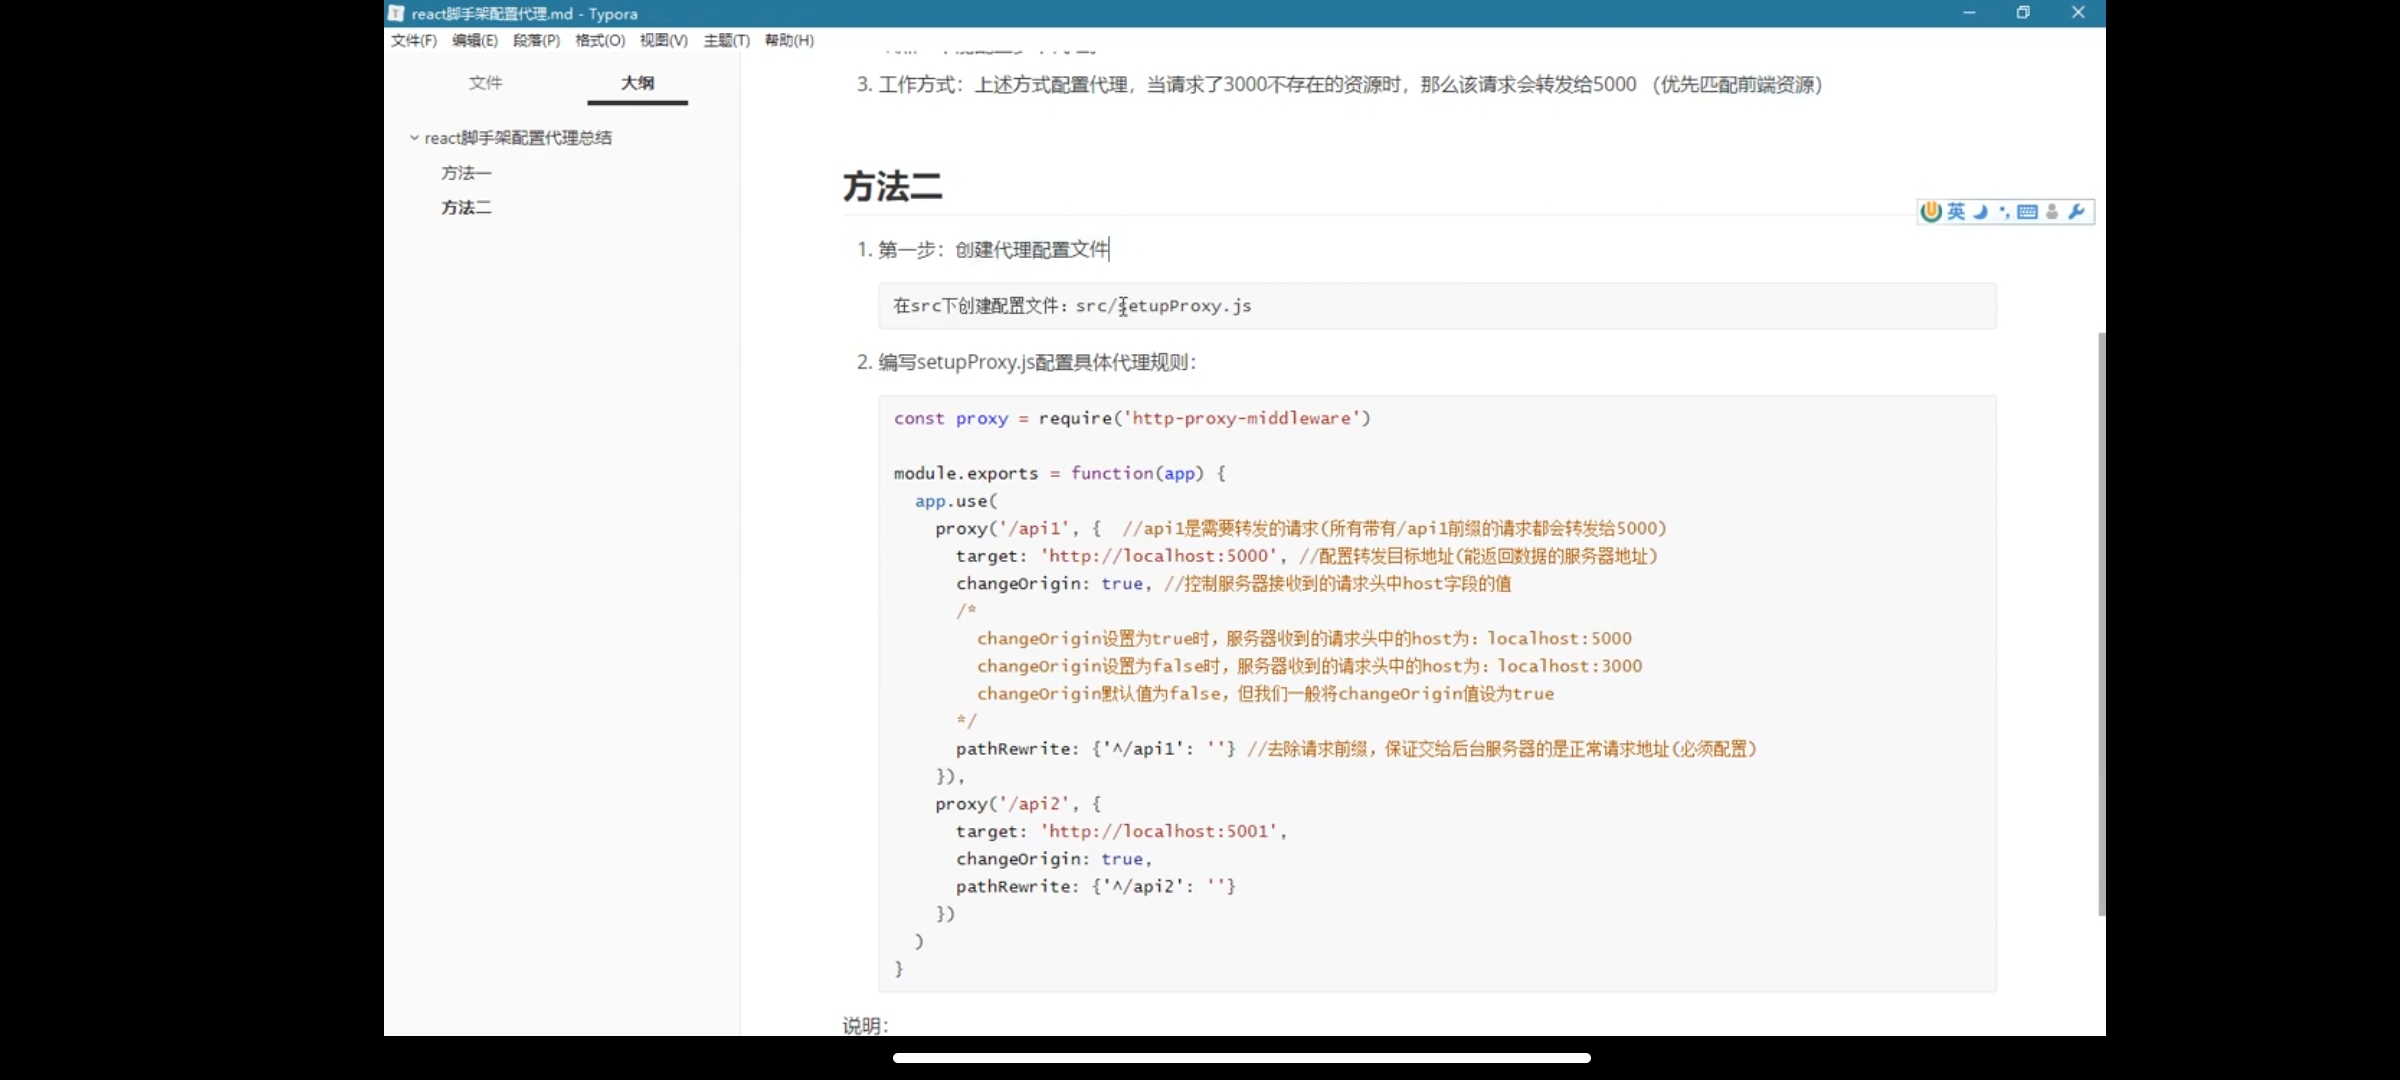 react脚手架配置代理.md - Typora
文件(F) 编辑(E) 段落(P) 格式(O) 视图(V) 主题(T) 帮助(H)
文件 大纲
react脚手架配置代理总结
方法一
方法二
3. 工作方式：上述方式配置代理，当请求了3000不存在的资源时，那么该请求会转发给5000 （优先匹配前端资源）
方法二
英
1. 第一步：创建代理配置文件
在src下创建配置文件：src/setupProxy.js
2. 编写setupProxy.js配置具体代理规则：
const proxy = require('http-proxy-middleware')
module.exports = function(app) {
app.use(
proxy('/api1', { //api1是需要转发的请求(所有带有/api1前缀的请求都会转发给5000)
target: 'http://localhost:5000', //配置转发目标地址(能返回数据的服务器地址)
changeOrigin: true, //控制服务器接收到的请求头中host字段的值
/*
changeOrigin设置为true时，服务器收到的请求头中的host为：localhost:5000
changeOrigin设置为false时，服务器收到的请求头中的host为：localhost:3000
changeOrigin默认值为false，但我们一般将changeOrigin值设为true
*/
pathRewrite: {'^/api1': ''} //去除请求前缀，保证交给后台服务器的是正常请求地址(必须配置)
}),
proxy('/api2', {
target: 'http://localhost:5001',
changeOrigin: true,
pathRewrite: {'^/api2': ''}
})
)
}
说明：